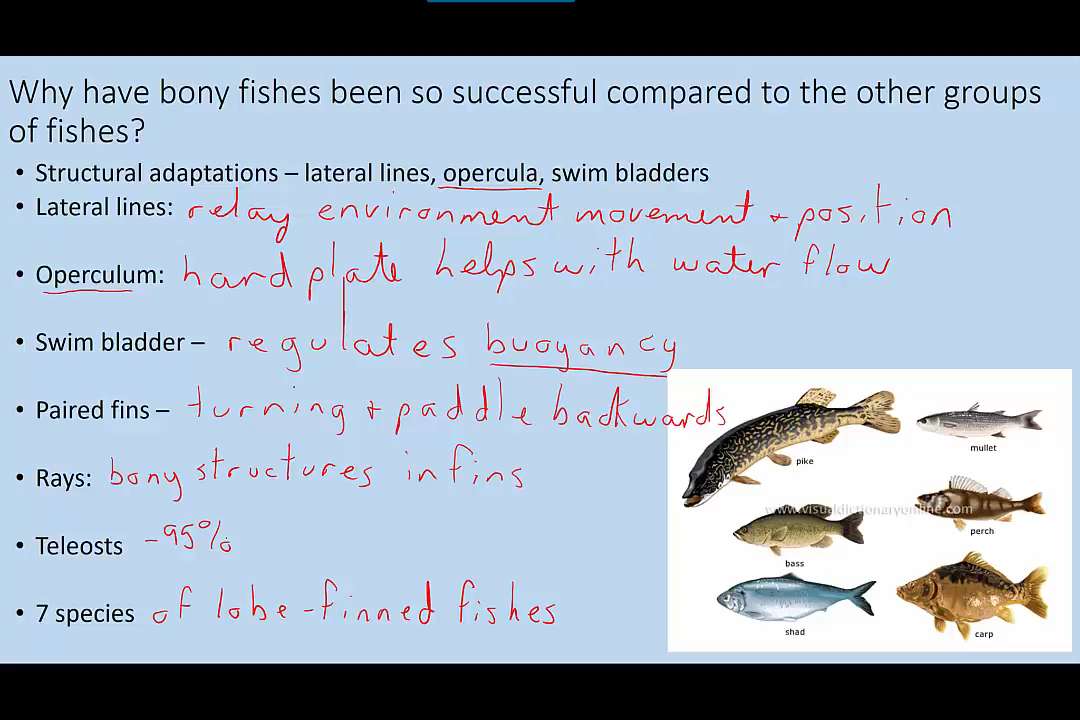 Why have bony fishes been so successful compared to the other groups
of fishes?
• Structural adaptations – lateral lines, opercula, swim bladders
• Lateral lines: relay environment movement + position
• Operculum: hard plate helps with water flow
• Swim bladder – regulates buoyancy
• Paired fins – turning + paddle backwards
• Rays: bony structures in fins
• Teleosts – 95%
• 7 species of lobe-finned fishes
pike
mullet
www.visualdictionaryonline.com
perch
bass
shad
carp